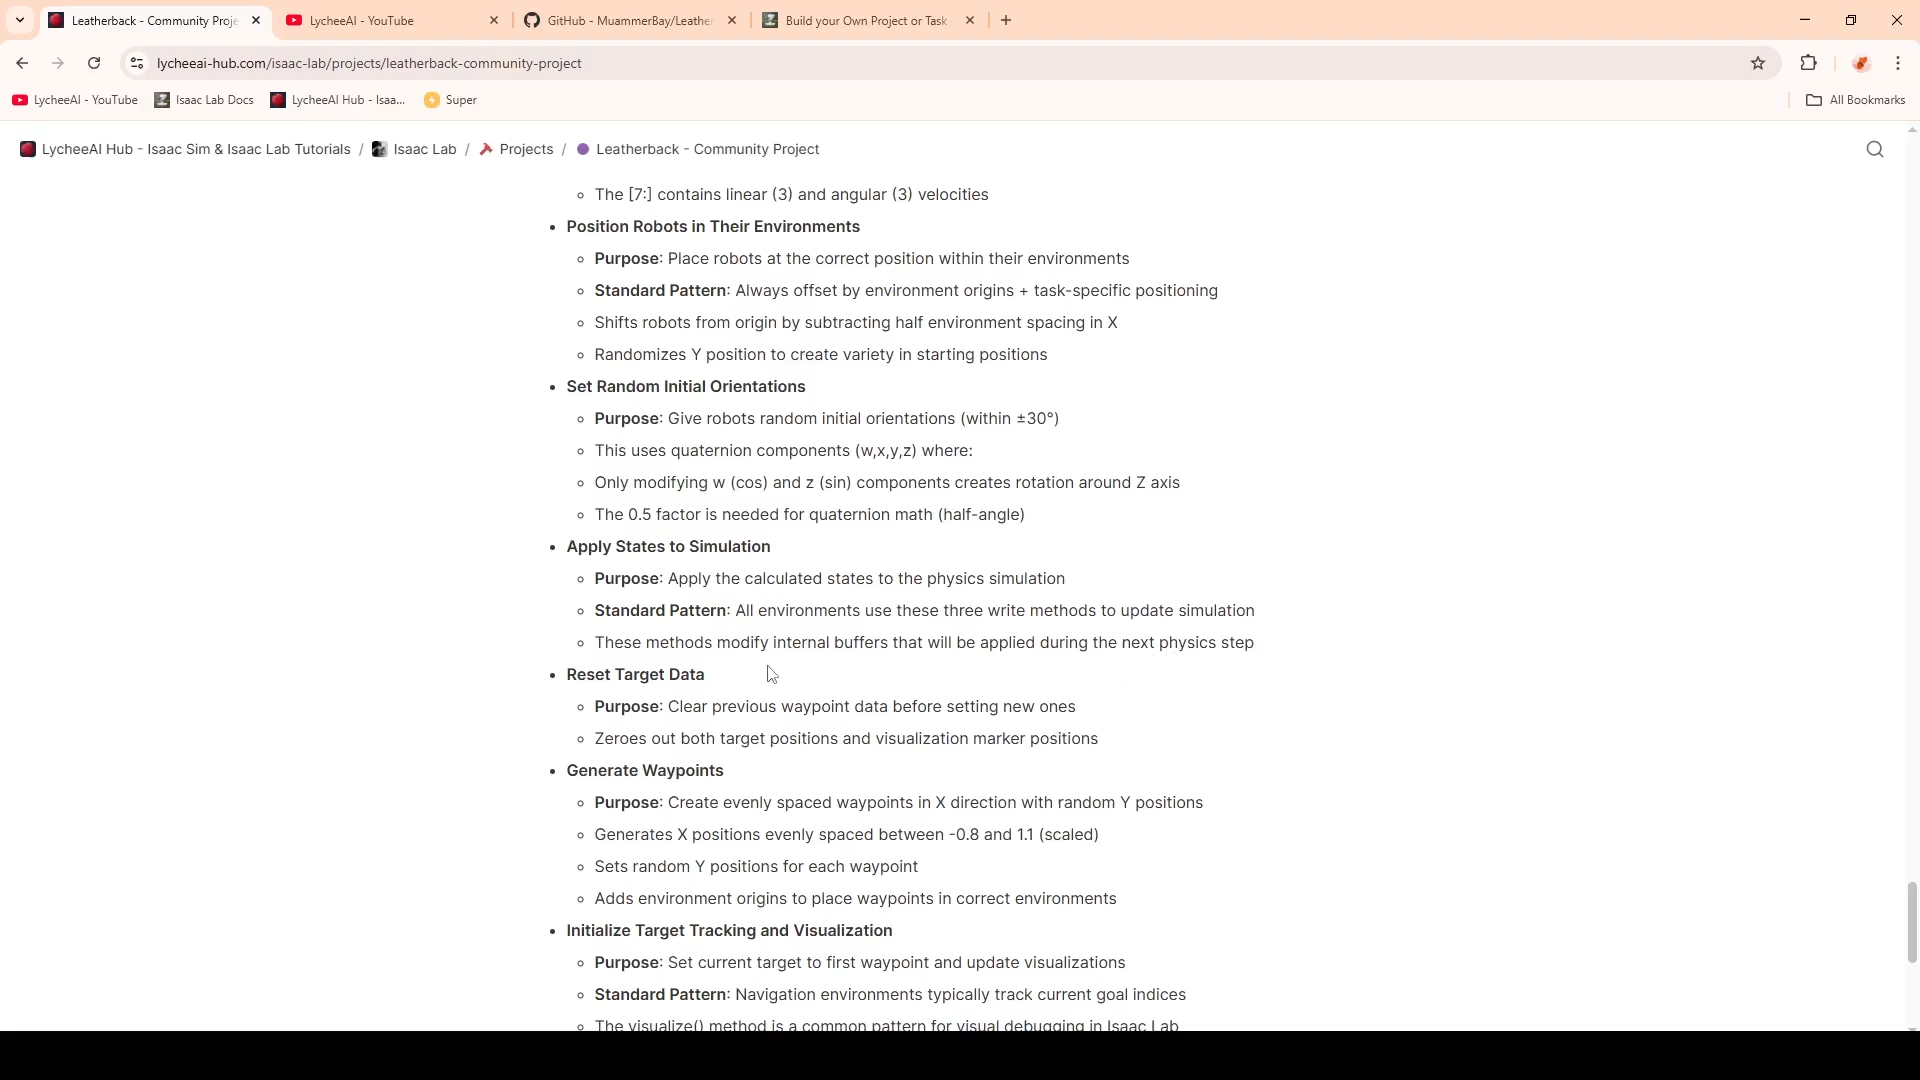 Leatherback - Community Proje
LycheeAI - YouTube
GitHub - MuammerBay/Leather
Build your Own Project or Task
lycheeai-hub.com/isaac-lab/projects/leatherback-community-project
LycheeAI - YouTube
Isaac Lab Docs
LycheeAI Hub - Isaa...
Super
All Bookmarks
LycheeAI Hub - Isaac Sim & Isaac Lab Tutorials / Isaac Lab / Projects / Leatherback - Community Project
◦ The [7:] contains linear (3) and angular (3) velocities
• Position Robots in Their Environments
◦ Purpose: Place robots at the correct position within their environments
◦ Standard Pattern: Always offset by environment origins + task-specific positioning
◦ Shifts robots from origin by subtracting half environment spacing in X
◦ Randomizes Y position to create variety in starting positions
• Set Random Initial Orientations
◦ Purpose: Give robots random initial orientations (within ±30°)
◦ This uses quaternion components (w,x,y,z) where:
◦ Only modifying w (cos) and z (sin) components creates rotation around Z axis
◦ The 0.5 factor is needed for quaternion math (half-angle)
• Apply States to Simulation
◦ Purpose: Apply the calculated states to the physics simulation
◦ Standard Pattern: All environments use these three write methods to update simulation
◦ These methods modify internal buffers that will be applied during the next physics step
• Reset Target Data
◦ Purpose: Clear previous waypoint data before setting new ones
◦ Zeroes out both target positions and visualization marker positions
• Generate Waypoints
◦ Purpose: Create evenly spaced waypoints in X direction with random Y positions
◦ Generates X positions evenly spaced between -0.8 and 1.1 (scaled)
◦ Sets random Y positions for each waypoint
◦ Adds environment origins to place waypoints in correct environments
• Initialize Target Tracking and Visualization
◦ Purpose: Set current target to first waypoint and update visualizations
◦ Standard Pattern: Navigation environments typically track current goal indices
◦ The visualize() method is a common pattern for visual debugging in Isaac Lab